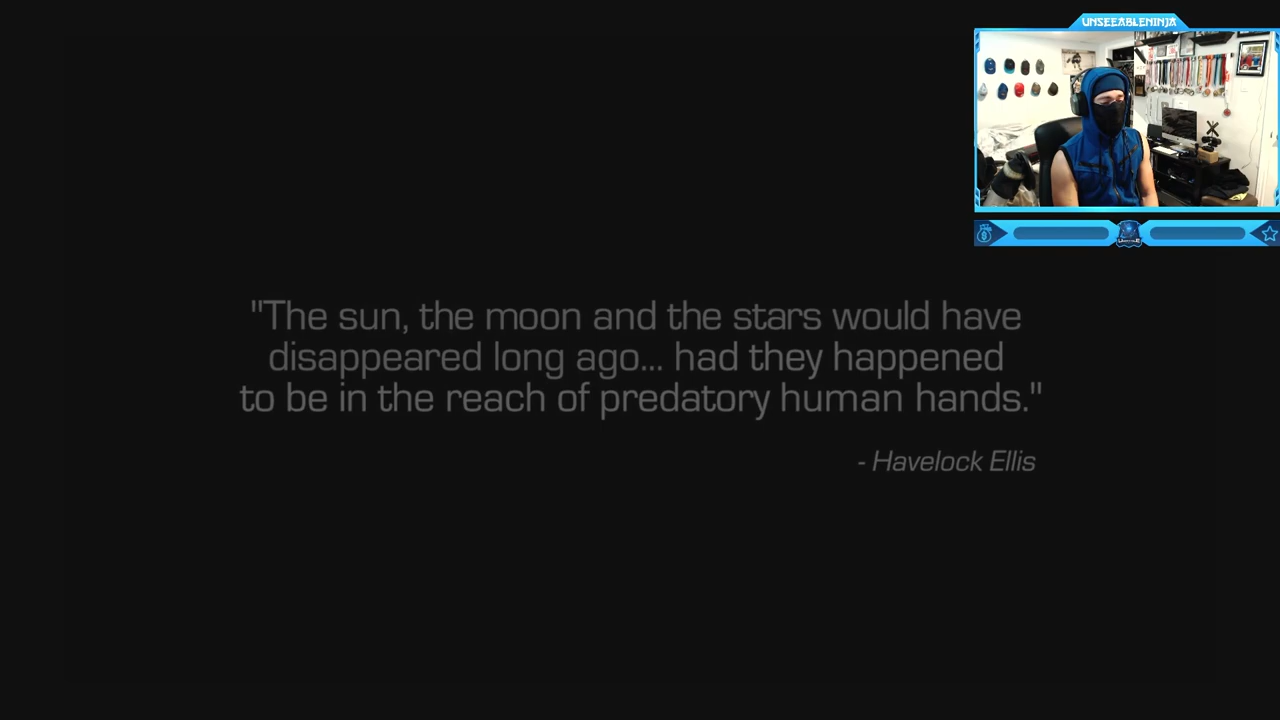 UNSEEABLENINJA
"The sun, the moon and the stars would have
disappeared long ago... had they happened
to be in the reach of predatory human hands."
- Havelock Ellis